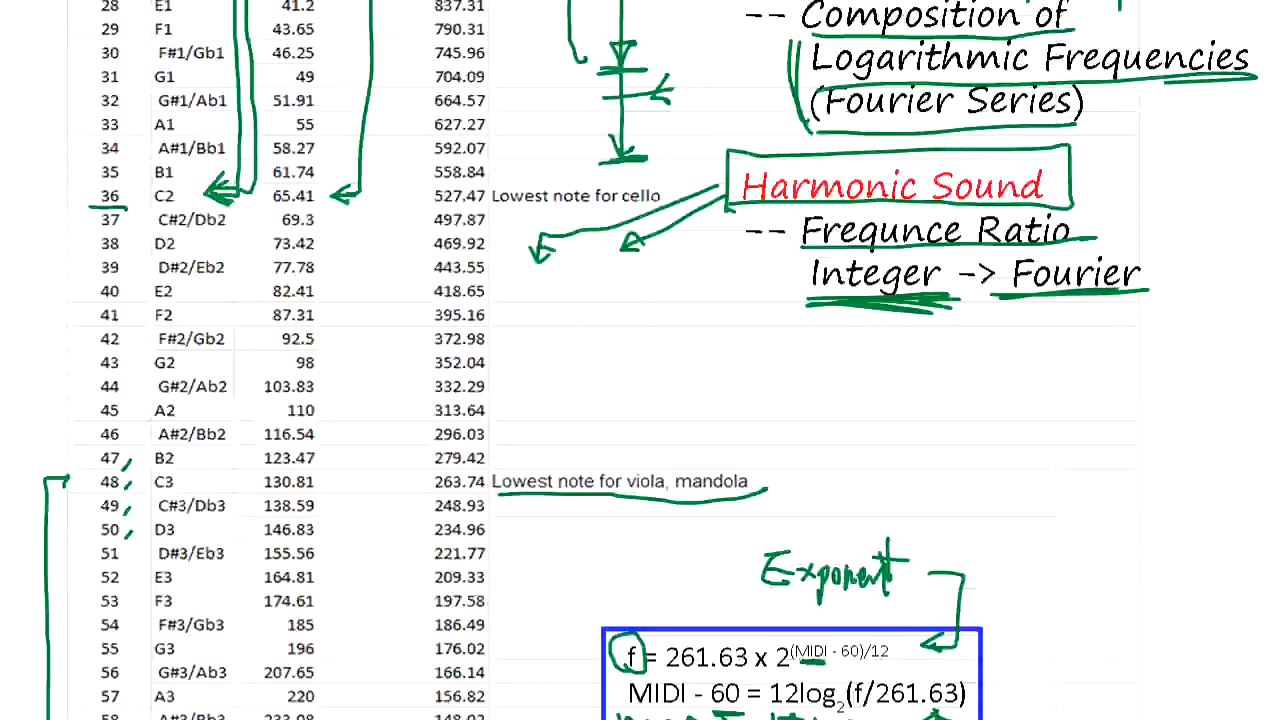 28 E1 41.2 837.31
29 F1 43.65 790.31
30 F#1/Gb1 46.25 745.96
31 G1 49 704.09
32 G#1/Ab1 51.91 664.57
33 A1 55 627.27
34 A#1/Bb1 58.27 592.07
35 B1 61.74 558.84
36 C2 65.41 527.47 Lowest note for cello
37 C#2/Db2 69.3 497.87
38 D2 73.42 469.92
39 D#2/Eb2 77.78 443.55
40 E2 82.41 418.65
41 F2 87.31 395.16
42 F#2/Gb2 92.5 372.98
43 G2 98 352.04
44 G#2/Ab2 103.83 332.29
45 A2 110 313.64
46 A#2/Bb2 116.54 296.03
47 B2 123.47 279.42
48 C3 130.81 263.74 Lowest note for viola, mandola
49 C#3/Db3 138.59 248.93
50 D3 146.83 234.96
51 D#3/Eb3 155.56 221.77
52 E3 164.81 209.33
53 F3 174.61 197.58
54 F#3/Gb3 185 186.49
55 G3 196 176.02
56 G#3/Ab3 207.65 166.14
57 A3 220 156.82
58 A#3/Bb3 233.08 148.02
-- Composition of
Logarithmic Frequencies
(Fourier Series)
Harmonic Sound
-- Frequnce Ratio
Integer -> Fourier
Exponent
f = 261.63 x 2^(MIDI - 60)/12
MIDI - 60 = 12log₂(f/261.63)